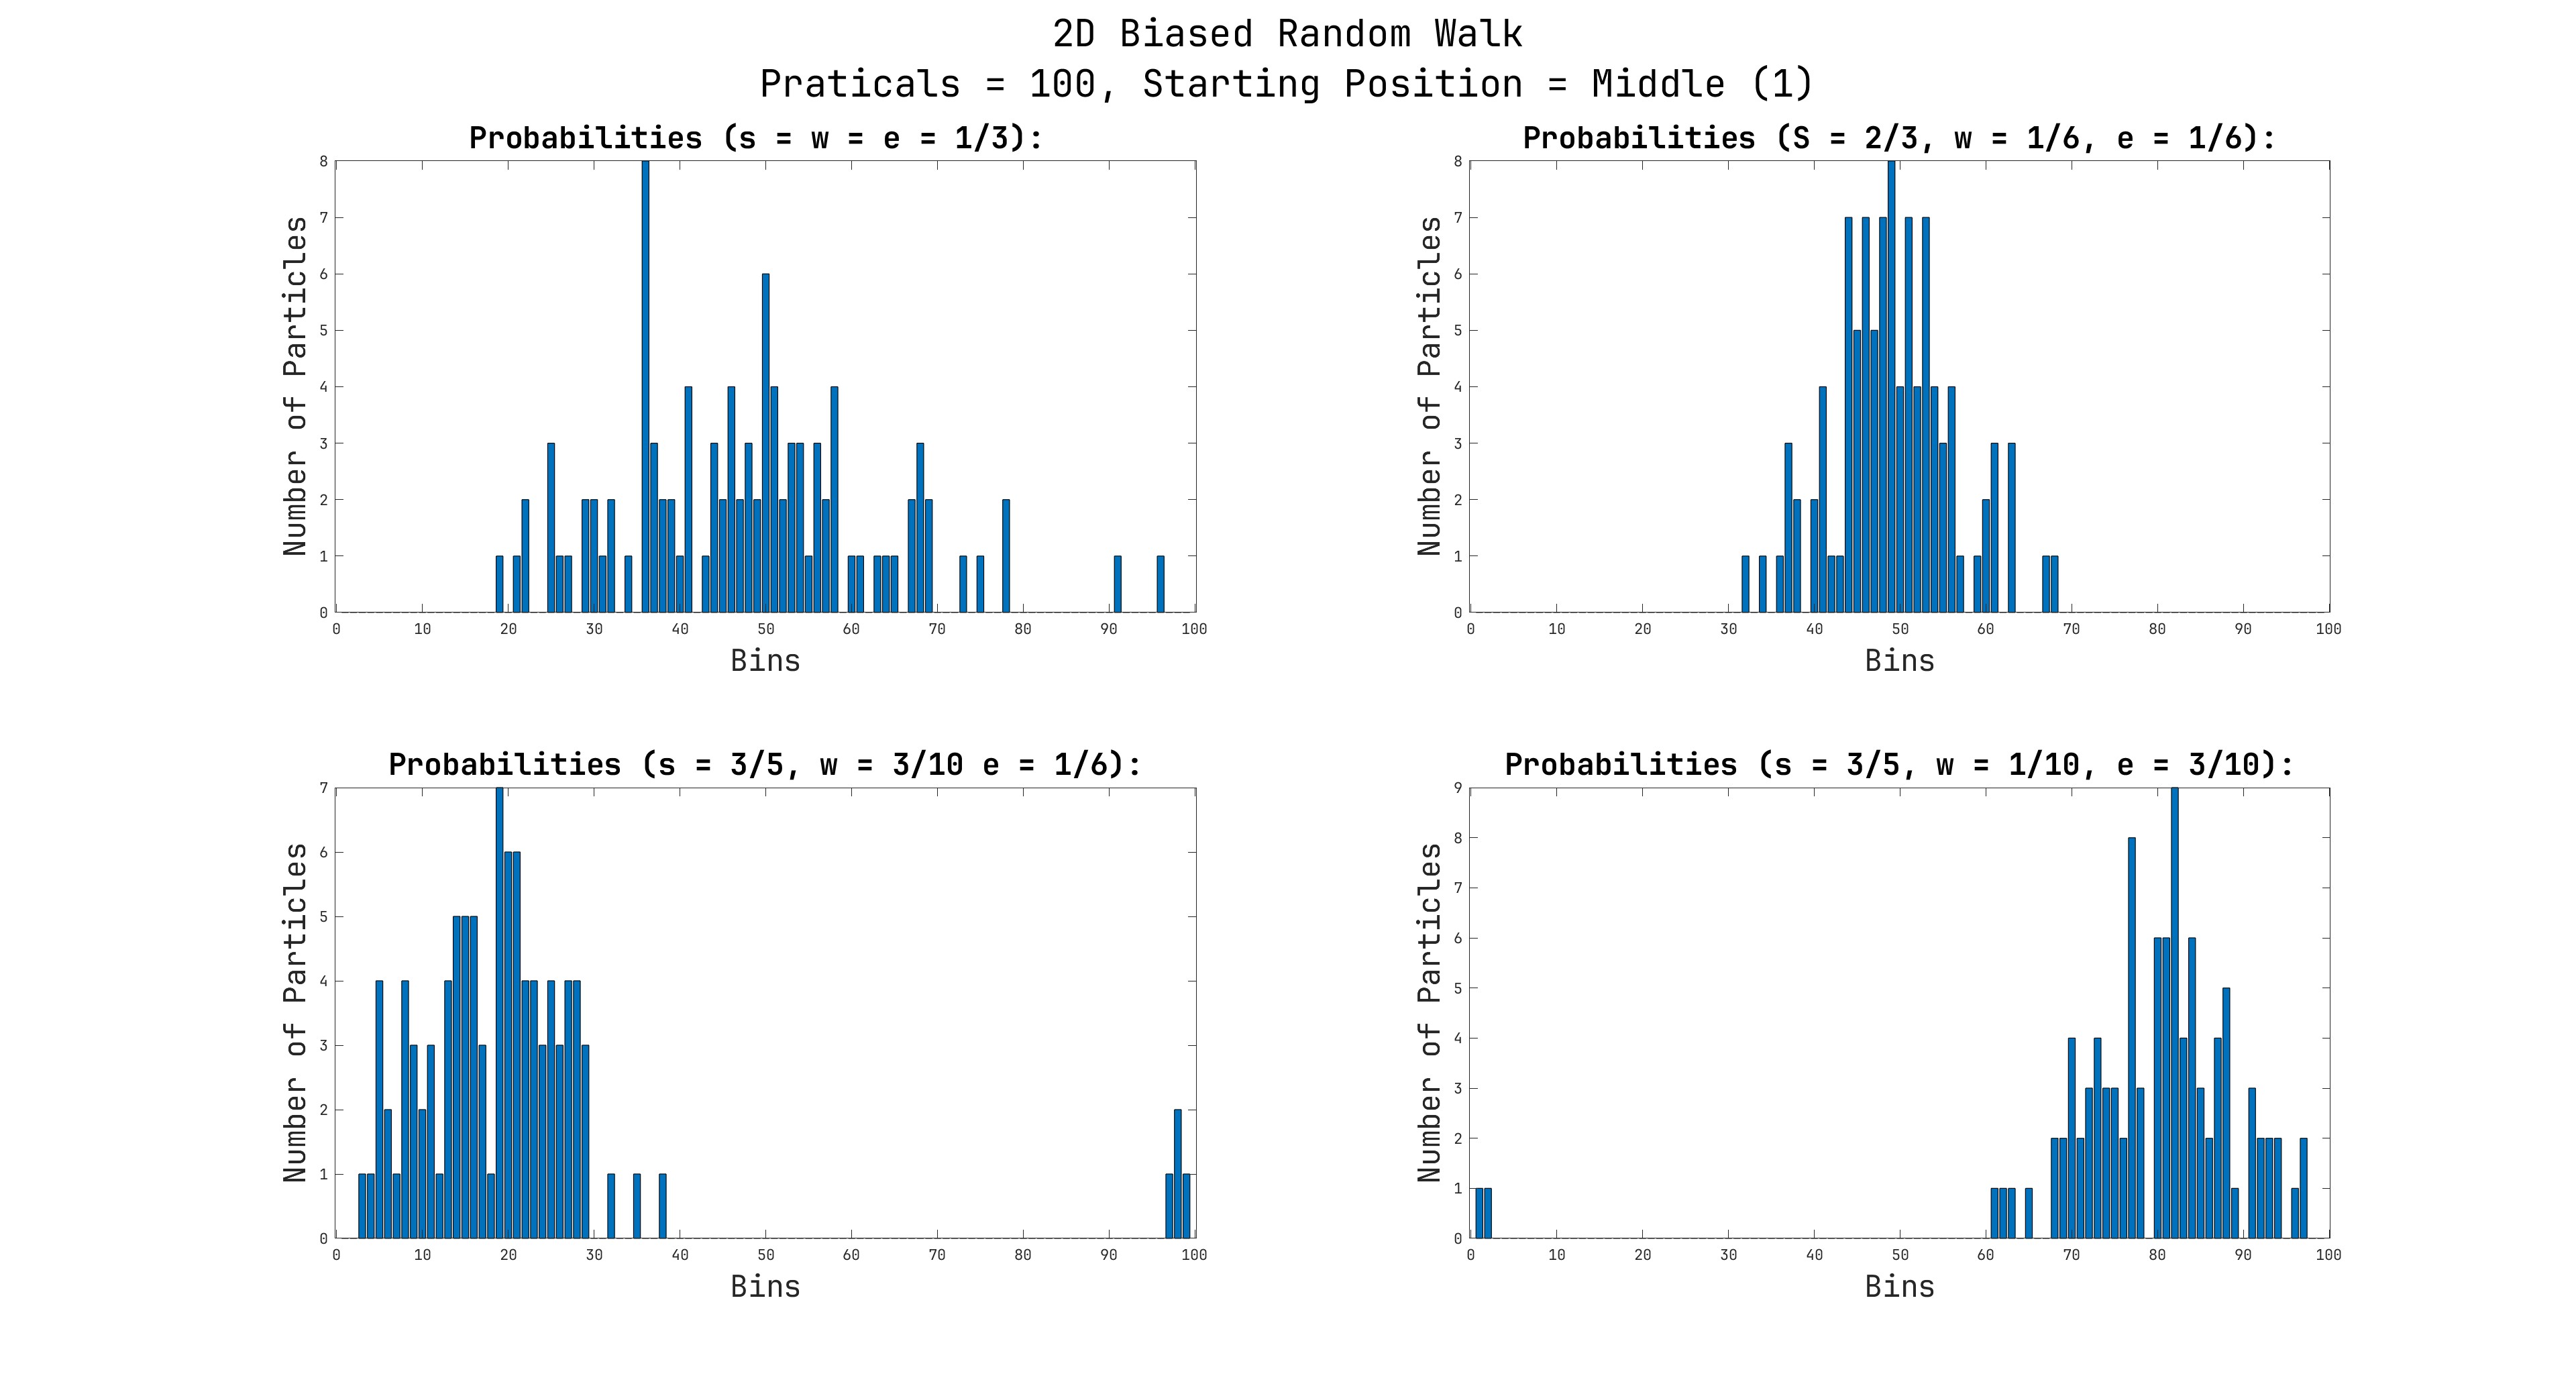 2D Biased Random Walk
Praticals = 100, Starting Position = Middle (1)
Probabilities (s = w = e = 1/3):
8
7
6
5
4
3
2
1
0
Number of Particles
0 10 20 30 40 50 60 70 80 90 100
Bins
Probabilities (S = 2/3, w = 1/6, e = 1/6):
8
7
6
5
4
3
2
1
0
Number of Particles
0 10 20 30 40 50 60 70 80 90 100
Bins
Probabilities (s = 3/5, w = 3/10 e = 1/6):
7
6
5
4
3
2
1
0
Number of Particles
0 10 20 30 40 50 60 70 80 90 100
Bins
Probabilities (s = 3/5, w = 1/10, e = 3/10):
9
8
7
6
5
4
3
2
1
0
Number of Particles
0 10 20 30 40 50 60 70 80 90 100
Bins